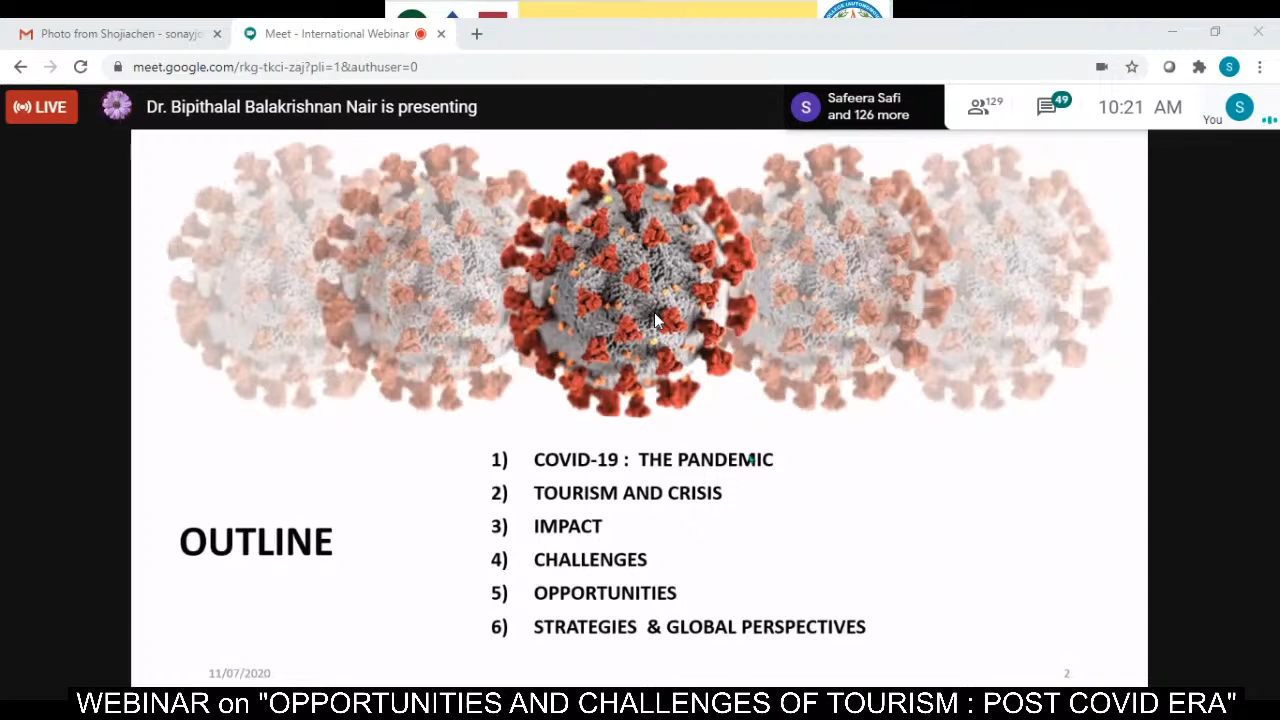 Photo from Shojiachen - sonayjo
Meet - International Webinar
meet.google.com/rkg-tkci-zaj?pli=1&authuser=0
S
LIVE
Dr. Bipithalal Balakrishnan Nair is presenting
S
Safeera Safi
and 126 more
129
49
10:21 AM
You
S
1) COVID-19 : THE PANDEMIC
2) TOURISM AND CRISIS
3) IMPACT
OUTLINE
4) CHALLENGES
5) OPPORTUNITIES
6) STRATEGIES & GLOBAL PERSPECTIVES
11/07/2020
2
WEBINAR on "OPPORTUNITIES AND CHALLENGES OF TOURISM : POST COVID ERA"